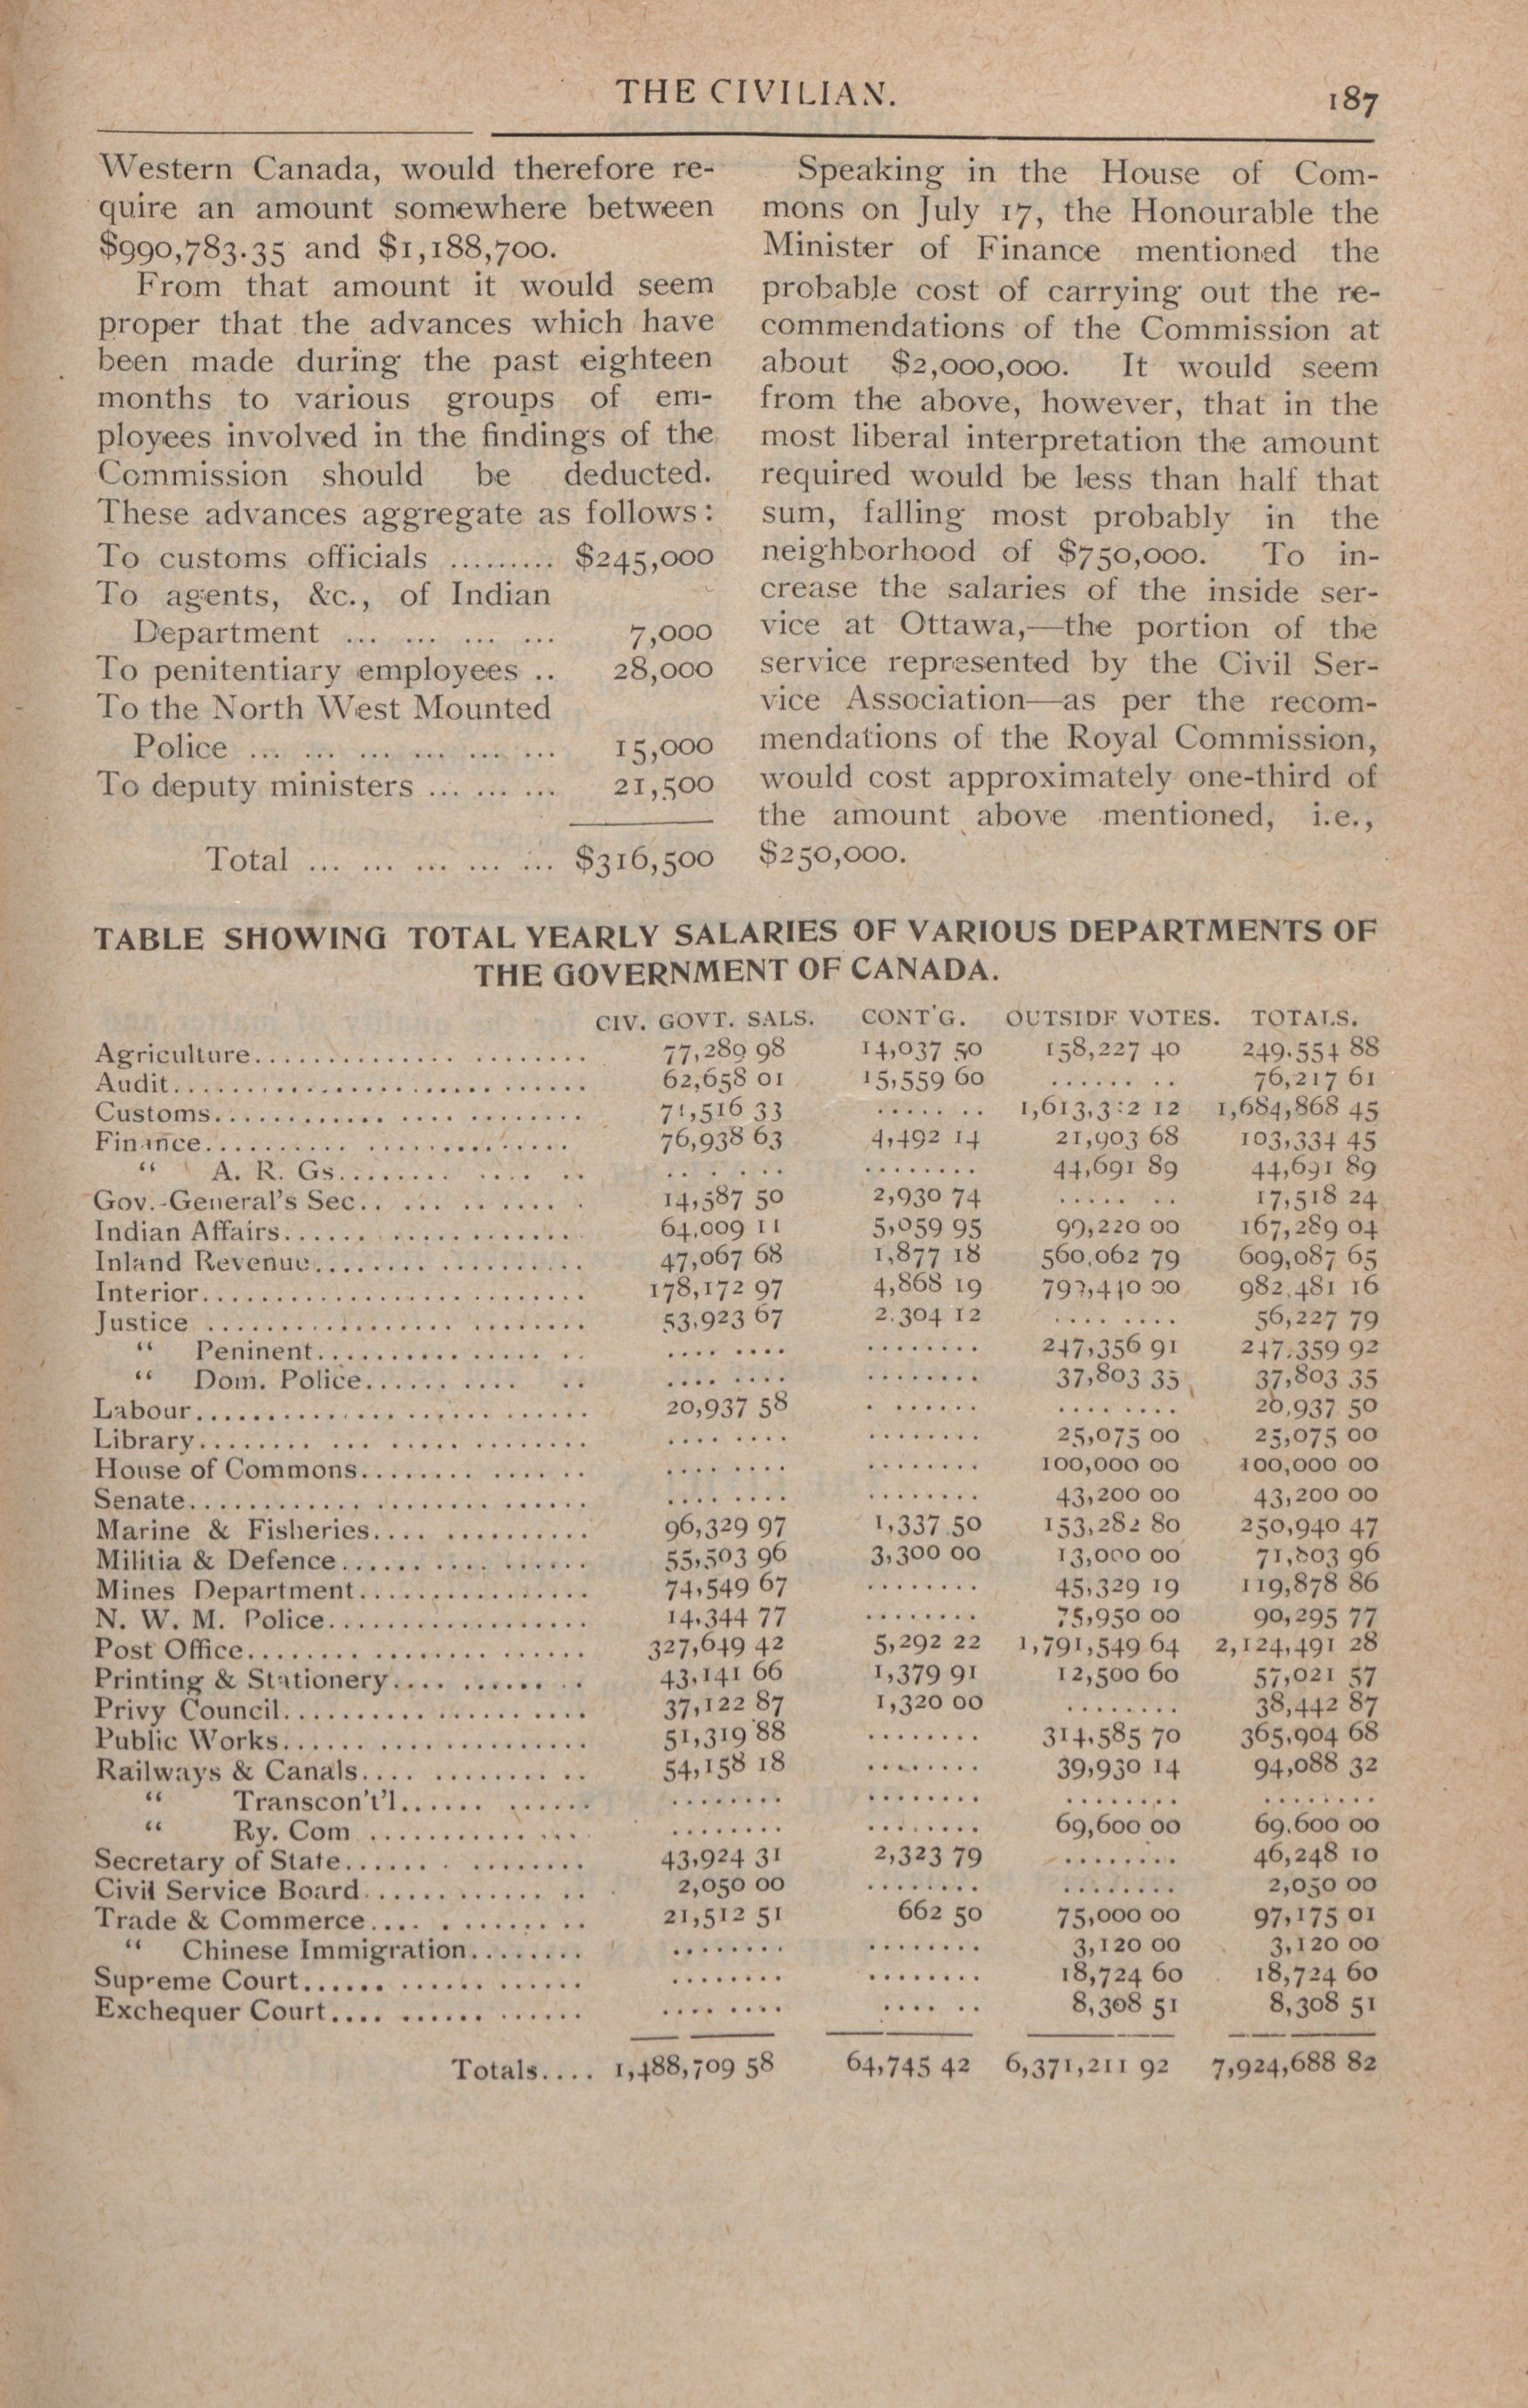 THE CIVILIAN.
187
Western Canada, would therefore re-
quire an amount somewhere between
$990,783.35 and $1,188,700.
From that amount it would seem
proper that the advances which have
been made during the past eighteen
months to various groups of em-
ployees involved in the findings of the
Commission should be deducted.
These advances aggregate as follows:
To customs officials ......... $245,000
To agents, &c., of Indian
Department ... ... ... ... 7,000
To penitentiary employees .. 28,000
To the North West Mounted
Police ... ... ... ... ... ... 15,000
To deputy ministers ... ... ... 21,500
Total ... ... ... ... ... $316,500
Speaking in the House of Com-
mons on July 17, the Honourable the
Minister of Finance mentioned the
probable cost of carrying out the re-
commendations of the Commission at
about $2,000,000. It would seem
from the above, however, that in the
most liberal interpretation the amount
required would be less than half that
sum, falling most probably in the
neighborhood of $750,000. To in-
crease the salaries of the inside ser-
vice at Ottawa,—the portion of the
service represented by the Civil Ser-
vice Association—as per the recom-
mendations of the Royal Commission,
would cost approximately one-third of
the amount above mentioned, i.e.,
$250,000.
TABLE SHOWING TOTAL YEARLY SALARIES OF VARIOUS DEPARTMENTS OF
THE GOVERNMENT OF CANADA.
CIV. GOVT. SALS. CONT'G. OUTSIDE VOTES. TOTALS.
Agriculture........ 77,289 98 14,037 50 158,227 40 249.554 88
Audit........ 62,658 01 15,559 60 ........ 76,217 61
Customs........ 71,516 33 ........ 1,684,868 45
Finance........ 76,938 63 4,492 14 21,903 68 103,334 45
" A. R. Gs........ ........ ........ 44,691 89 44,691 89
Gov.-General's Sec........ 14,587 50 2,930 74 ........ 17,518 24
Indian Affairs........ 64,009 11 5,059 95 99,220 00 167,289 04
Inland Revenue........ 47,067 68 1,877 18 560,062 79 609,087 65
Interior........ 178,172 97 4,868 19 982,481 16
Justice ........ 53,923 67 2.304 12 ........ 56,227 79
" Peninent........ ........ ........ 247,356 91 247.359 92
" Dom. Police........ ........ ........ 37,803 35 37,803 35
Labour........ 20,937 58 ........ ........ 20,937 50
Library........ ........ ........ 25,075 00 25,075 00
House of Commons........ ........ ........ 100,000 00 100,000 00
Senate........ ........ ........ 43,200 00 43,200 00
Marine & Fisheries........ 96,329 97 1,337.50 153,282 80 250,940 47
Militia & Defence........ 55,503 96 3,300 00 13,000 00 71,803 96
Mines Department........ 74,549 67 ........ 45,329 19 119,878 86
N. W. M. Police........ 14,344 77 ........ 75,950 00 90,295 77
Post Office........ 327,649 42 5,292 22 1,791,549 64 2,124,491 28
Printing & Stationery........ 43,141 66 1,379 91 12,500 60 57,021 57
Privy Council........ 37,122 87 1,320 00 ........ 38,442 87
Public Works........ 51,319 88 ........ 314,585 70 365,904 68
Railways & Canals........ 54,158 18 ........ 39,930 14 94,088 32
" Transcon't'l........ ........ ........ ........ ........
" Ry. Com ........ ........ ........ 69,600 00 69.600 00
Secretary of State........ 43,924 31 2,323 79 ........ 46,248 10
Civil Service Board........ 2,050 00 ........ ........ 2,050 00
Trade & Commerce........ 21,512 51 662 50 75,000 00 97,175 01
" Chinese Immigration........ ........ ........ 3,120 00 3,120 00
Supreme Court........ ........ ........ 18,724 60 18,724 60
Exchequer Court........ ........ ........ 8,308 51 8,308 51
Totals.... 1,488,709 58 64,745 42 6,371,211 92 7,924,688 82